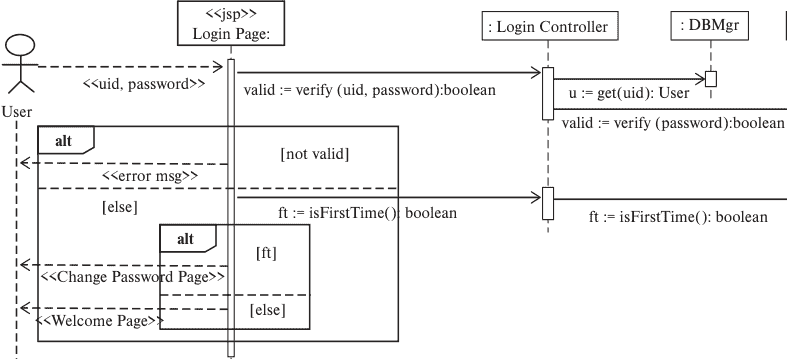 <<jsp>>
Login Page:
: Login Controller
: DBMgr
<<uid, password>>
valid := verify (uid, password):boolean
u := get(uid): User
User
valid := verify (password):boolean
alt
[not valid]
<<error msg>>
[else]
ft := isFirstTime(): boolean
ft := isFirstTime(): boolean
alt
[ft]
<<Change Password Page>>
[else]
<<Welcome Page>>